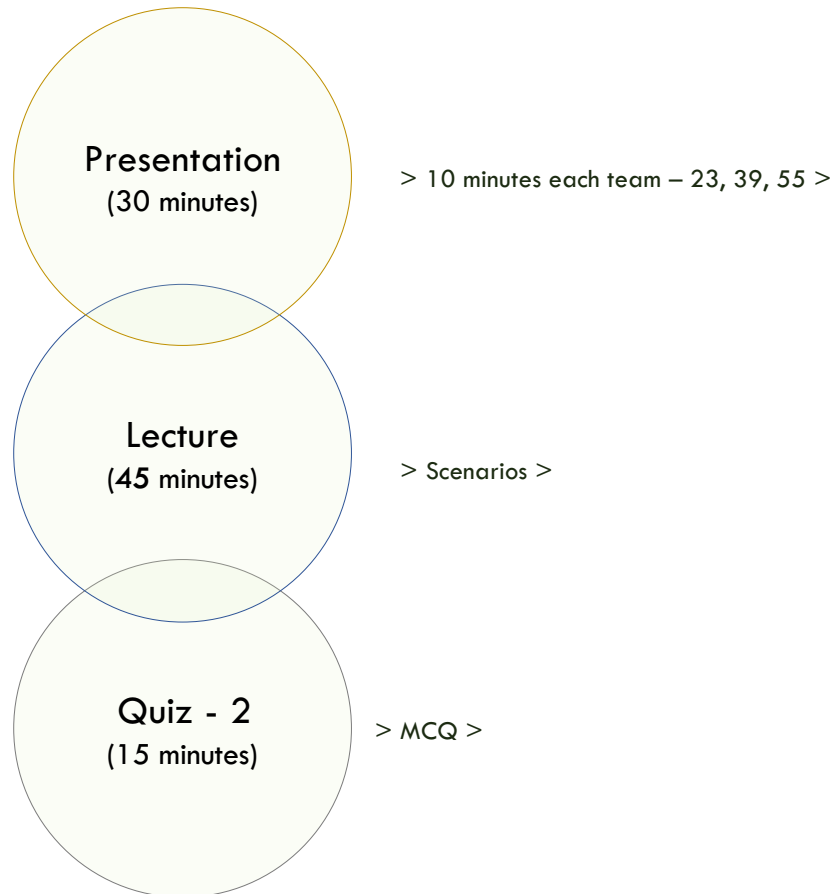 Presentation
(30 minutes)
> 10 minutes each team – 23, 39, 55 >
Lecture
(45 minutes)
> Scenarios >
Quiz - 2
(15 minutes)
> MCQ >